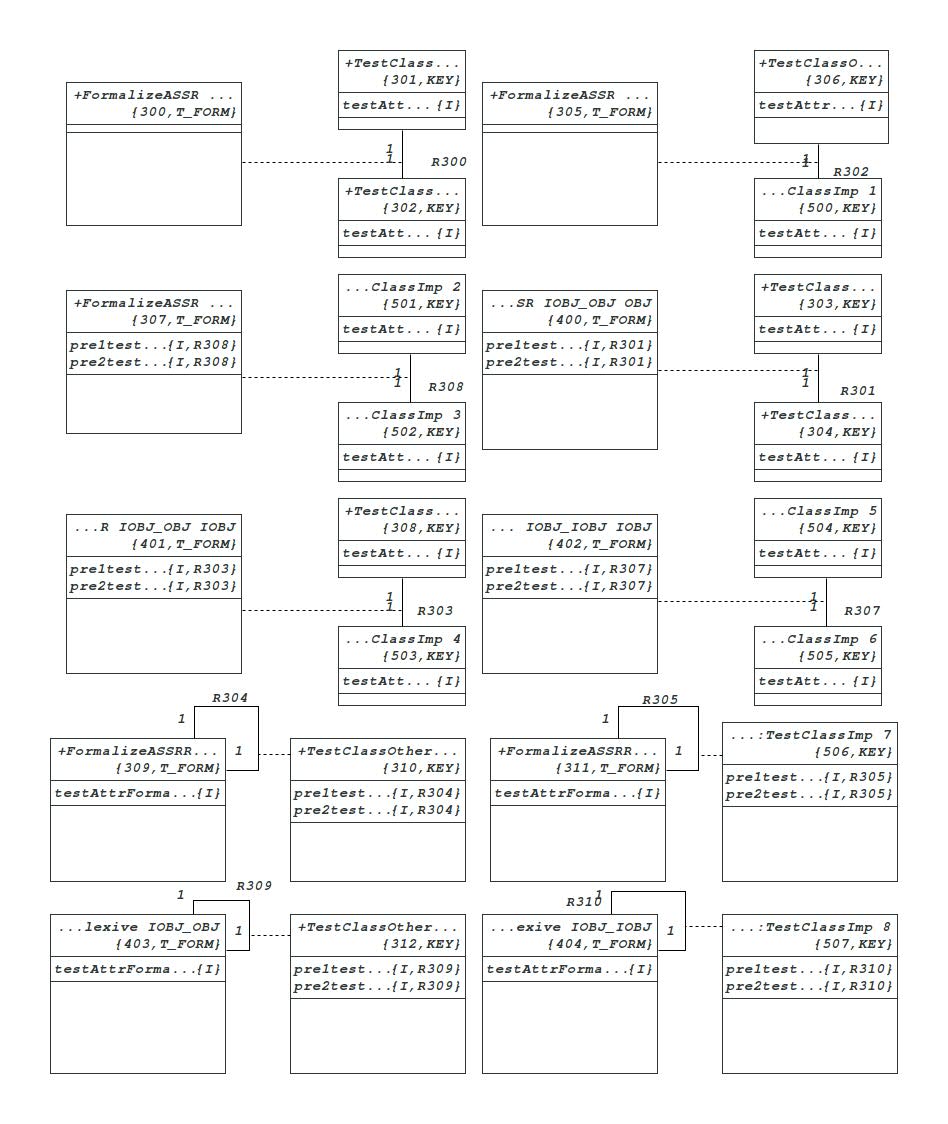 +TestClass...
{301,KEY}
testAtt... {I}
+FormalizeASSR ...
{300,T_FORM}
1
1
R300
+TestClass...
{302,KEY}
testAtt... {I}
+TestClassO...
{306,KEY}
testAttr... {I}
+FormalizeASSR ...
{305,T_FORM}
1
1
R302
...ClassImp 1
{500,KEY}
testAtt... {I}
...ClassImp 2
{501,KEY}
testAtt... {I}
+FormalizeASSR ...
{307,T_FORM}
pre1test...{I,R308}
pre2test...{I,R308}
1
1
R308
...ClassImp 3
{502,KEY}
testAtt... {I}
+TestClass...
{303,KEY}
testAtt... {I}
...SR IOBJ_OBJ OBJ
{400,T_FORM}
pre1test...{I,R301}
pre2test...{I,R301}
1
1
R301
+TestClass...
{304,KEY}
testAtt... {I}
+TestClass...
{308,KEY}
testAtt... {I}
...R IOBJ_OBJ IOBJ
{401,T_FORM}
pre1test...{I,R303}
pre2test...{I,R303}
1
1
R303
...ClassImp 4
{503,KEY}
testAtt... {I}
...ClassImp 5
{504,KEY}
testAtt... {I}
... IOBJ_IOBJ IOBJ
{402,T_FORM}
pre1test...{I,R307}
pre2test...{I,R307}
1
1
R307
...ClassImp 6
{505,KEY}
testAtt... {I}
R304
1
+FormalizeASRR...
{309,T_FORM}
testAttrForma...{I}
1
+TestClassOther...
{310,KEY}
pre1test...{I,R304}
pre2test...{I,R304}
R305
1
+FormalizeASRR...
{311,T_FORM}
testAttrForma...{I}
1
...:TestClassImp 7
{506,KEY}
pre1test...{I,R305}
pre2test...{I,R305}
R309
1
...lexive IOBJ_OBJ
{403,T_FORM}
testAttrForma...{I}
1
+TestClassOther...
{312,KEY}
pre1test...{I,R309}
pre2test...{I,R309}
R310
1
...exive IOBJ_IOBJ
{404,T_FORM}
testAttrForma...{I}
1
...:TestClassImp 8
{507,KEY}
pre1test...{I,R310}
pre2test...{I,R310}